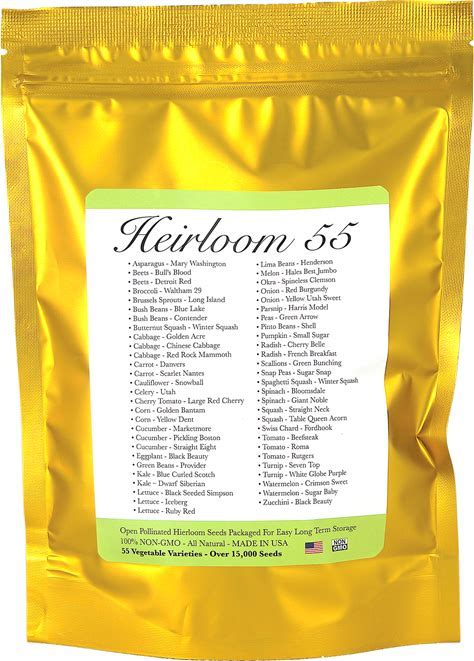 Heirloom 55
• Asparagus - Mary Washington
• Beets - Bull's Blood
• Beets - Detroit Red
• Broccoli - Waltham 29
• Brussels Sprouts - Long Island
• Bush Beans - Blue Lake
• Bush Beans - Contender
• Butternut Squash - Winter Squash
• Cabbage - Golden Acre
• Cabbage - Chinese Cabbage
• Cabbage - Red Rock Mammoth
• Carrot - Danvers
• Carrot - Scarlet Nantes
• Cauliflower - Snowball
• Celery - Utah
• Cherry Tomato - Large Red Cherry
• Corn - Golden Bantam
• Corn - Yellow Dent
• Cucumber - Marketmore
• Cucumber - Pickling Boston
• Cucumber - Straight Eight
• Eggplant - Black Beauty
• Green Beans - Provider
• Kale - Blue Curled Scotch
• Kale ~ Dwarf Siberian
• Lettuce - Black Seeded Simpson
• Lettuce - Iceberg
• Lettuce - Ruby Red
• Lima Beans - Henderson
• Melon - Hales Best Jumbo
• Okra - Spineless Clemson
• Onion - Red Burgundy
• Onion - Yellow Utah Sweet
• Parsnip - Harris Model
• Peas - Green Arrow
• Pinto Beans - Shell
• Pumpkin - Small Sugar
• Radish - Cherry Belle
• Radish - French Breakfast
• Scallions - Green Bunching
• Snap Peas - Sugar Snap
• Spaghetti Squash - Winter Squash
• Spinach - Bloomsdale
• Spinach - Giant Noble
• Squash - Straight Neck
• Squash - Table Queen Acorn
• Swiss Chard - Fordhook
• Tomato - Beefsteak
• Tomato - Roma
• Tomato - Rutgers
• Turnip - Seven Top
• Turnip - White Globe Purple
• Watermelon - Crimson Sweet
• Watermelon - Sugar Baby
• Zucchini - Black Beauty
Open Pollinated Hierloom Seeds Packaged For Easy Long Term Storage
100% NON-GMO - All Natural - MADE IN USA
55 Vegetable Varieties - Over 15,000 Seeds
NON
GMO